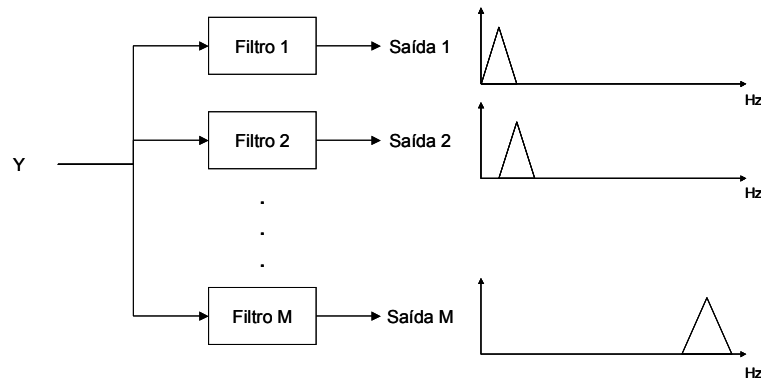 Filtro 1
Saída 1
Hz
Filtro 2
Saída 2
Hz
Y
Filtro M
Saída M
Hz